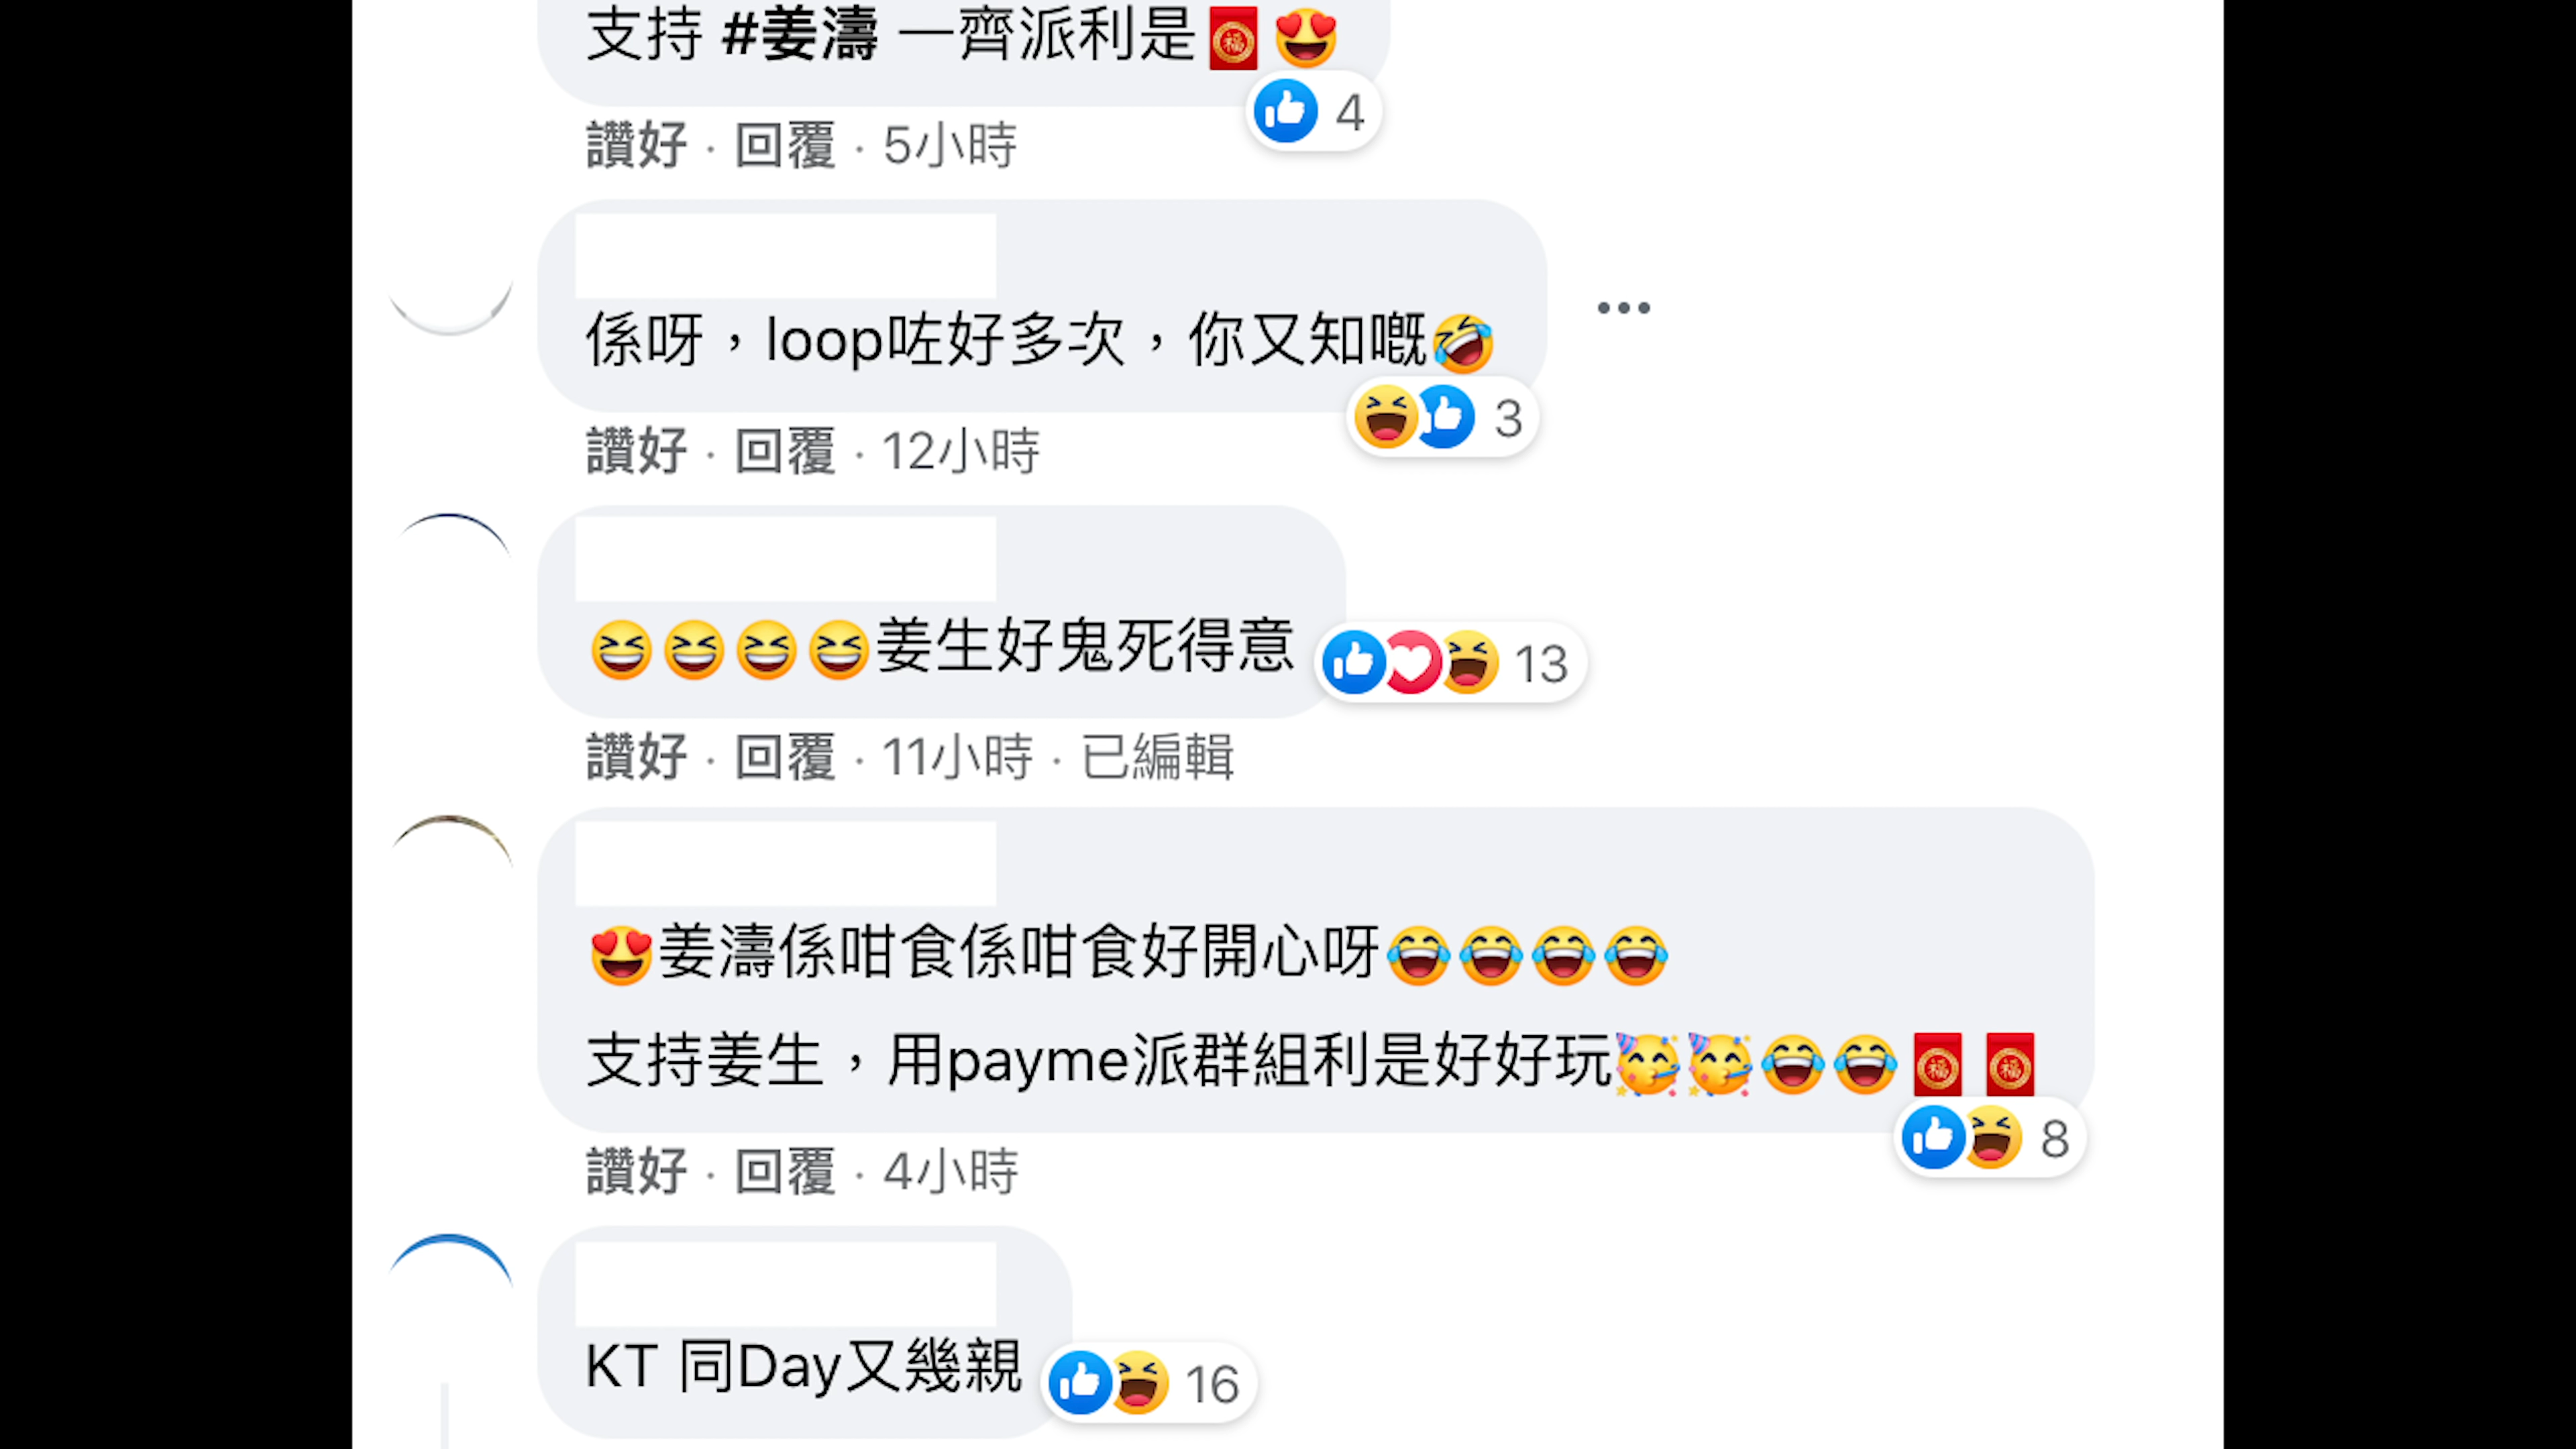 支持 #姜濤 一齊派利是🧧😍
4
讚好 · 回覆 · 5小時
係呀，loop咗好多次，你又知嘅🤣
3
讚好 · 回覆 · 12小時
😆😆😆😆姜生好鬼死得意
13
讚好 · 回覆 · 11小時 · 已編輯
😍姜濤係咁食係咁食好開心呀😂😂😂😂
支持姜生，用payme派群組利是好好玩🥳🥳😂😂🧧🧧
8
讚好 · 回覆 · 4小時
KT 同Day又幾親
16